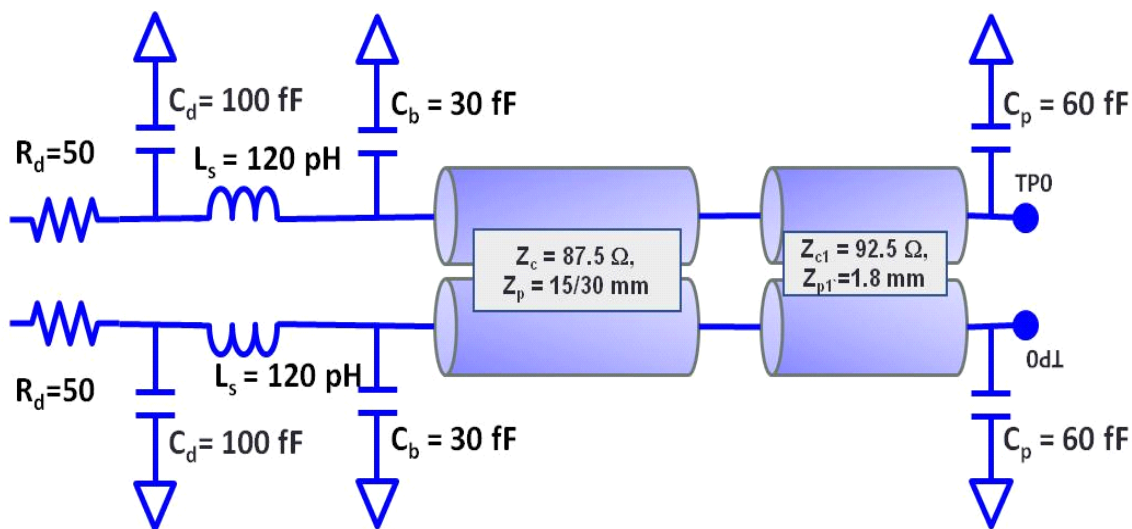 C_d= 100 fF
C_b = 30 fF
C_p = 60 fF
R_d=50
L_s = 120 pH
TP0
Z_c = 87.5 Ω,
Z_p = 15/30 mm
Z_c1 = 92.5 Ω,
Z_p1=1.8 mm
R_d=50
L_s = 120 pH
TP0
C_d= 100 fF
C_b = 30 fF
C_p = 60 fF